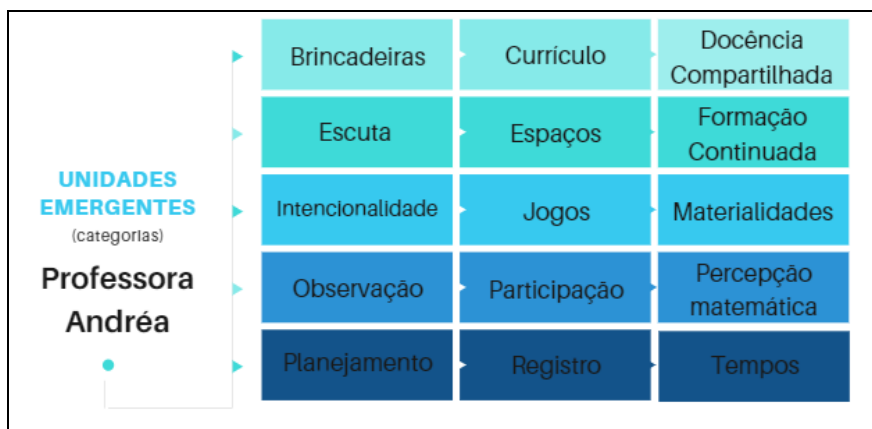 UNIDADES
EMERGENTES
(categorias)
Professora
Andréa
Brincadeiras
Currículo
Docência
Compartilhada
Escuta
Espaços
Formação
Continuada
Intencionalidade
Jogos
Materialidades
Observação
Participação
Percepção
matemática
Planejamento
Registro
Tempos